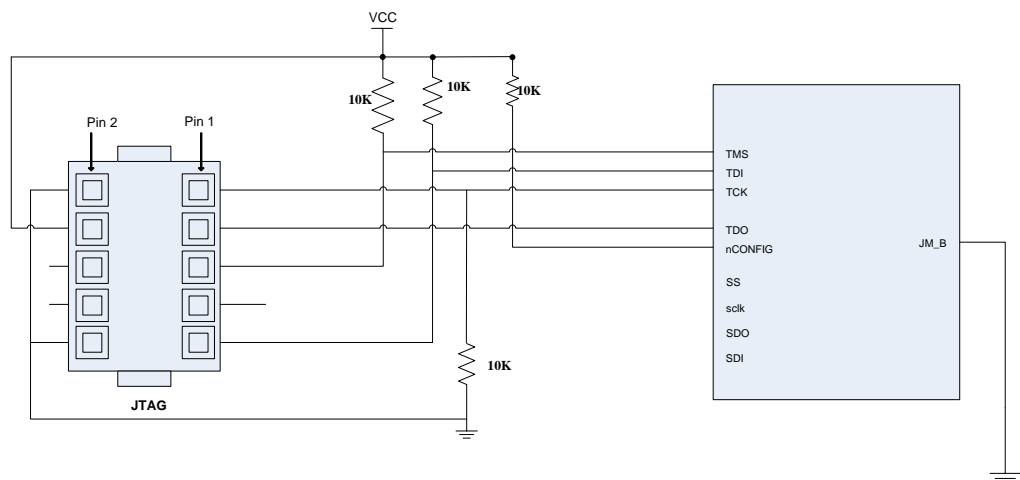 VCC
10K
10K
10K
Pin 2
Pin 1
TMS
TDI
TCK
TDO
nCONFIG
JM_B
SS
sclk
SDO
SDI
10K
JTAG